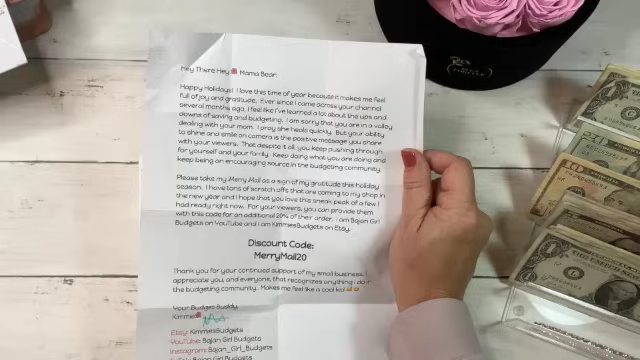 Hey There Hey Mama Bear,
Happy Holidays! I love this time of year because it makes me feel
full of joy and gratitude. Ever since I came across your channel
several months ago, I feel like I've learned a lot about the ups and
downs of saving and budgeting. I am sorry that you are in a valley
dealing with your mom. I pray she heals quickly. But your ability
to shine and smile on camera is the positive message you share
with your viewers. That despite it all, you keep pushing through
for yourself and your family. Keep doing what you are doing and
keep being an encouraging source in the budgeting community.
Please take my Merry Mail as a sign of my gratitude this holiday
season. I have tons of scratch offs that are coming to my shop in
the new year and I hope that you love this sneak peak of a few I
had ready right now. For your viewers, you can provide them
with this code for an additional 20% of their order. I am Bajan Girl
Budgets on YouTube and I am KimmiesBudgets on Etsy.
Discount Code:
MerryMail20
Thank you for your continued support of my small business. I
appreciate you and everyone, that recognizes anything I do
the budgeting community. Makes me feel like a cool kid
Your Budget Buddy,
Kimmie
Etsy: KimmiesBudgets
YouTube: Bajan Girl Budgets
Instagram: Bajan_Girl_Budgets